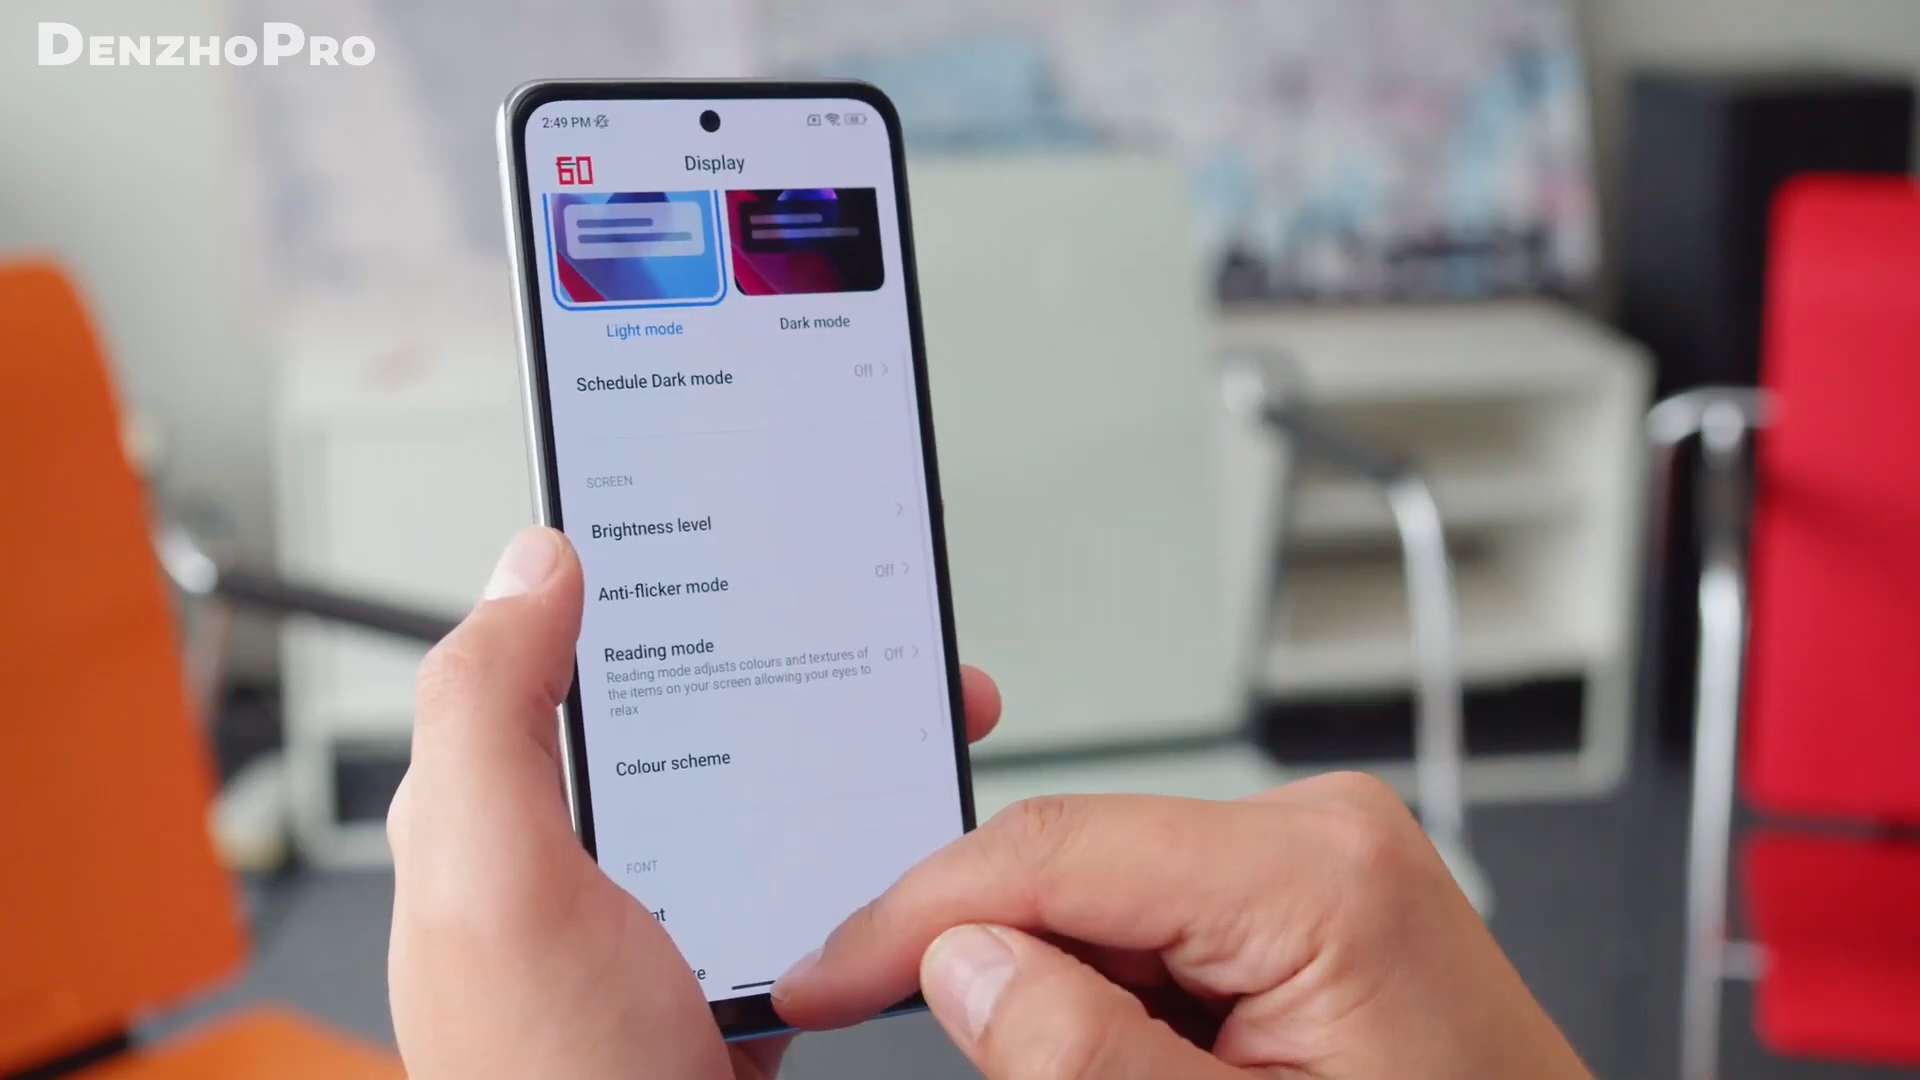 DENZHOPRO
2:49 PM
60
Display
Light mode
Dark mode
Schedule Dark mode
Off
SCREEN
Brightness level
Anti-flicker mode
Off
Reading mode
Reading mode adjusts colours and textures of
the items on your screen allowing your eyes to
relax
Off
Colour scheme
FONT